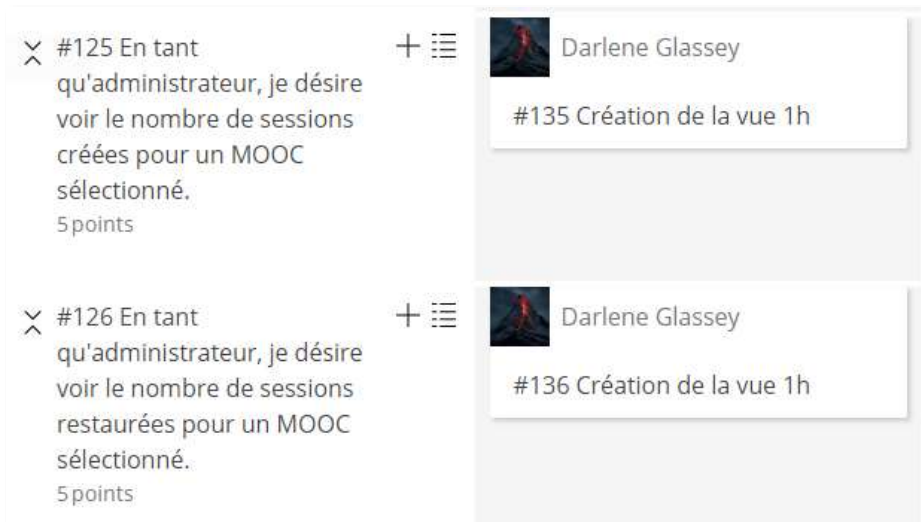 #125 En tant
qu'administrateur, je désire
voir le nombre de sessions
créées pour un MOOC
sélectionné.
5 points
Darlene Glassey
#135 Création de la vue 1h
#126 En tant
qu'administrateur, je désire
voir le nombre de sessions
restaurées pour un MOOC
sélectionné.
5 points
Darlene Glassey
#136 Création de la vue 1h